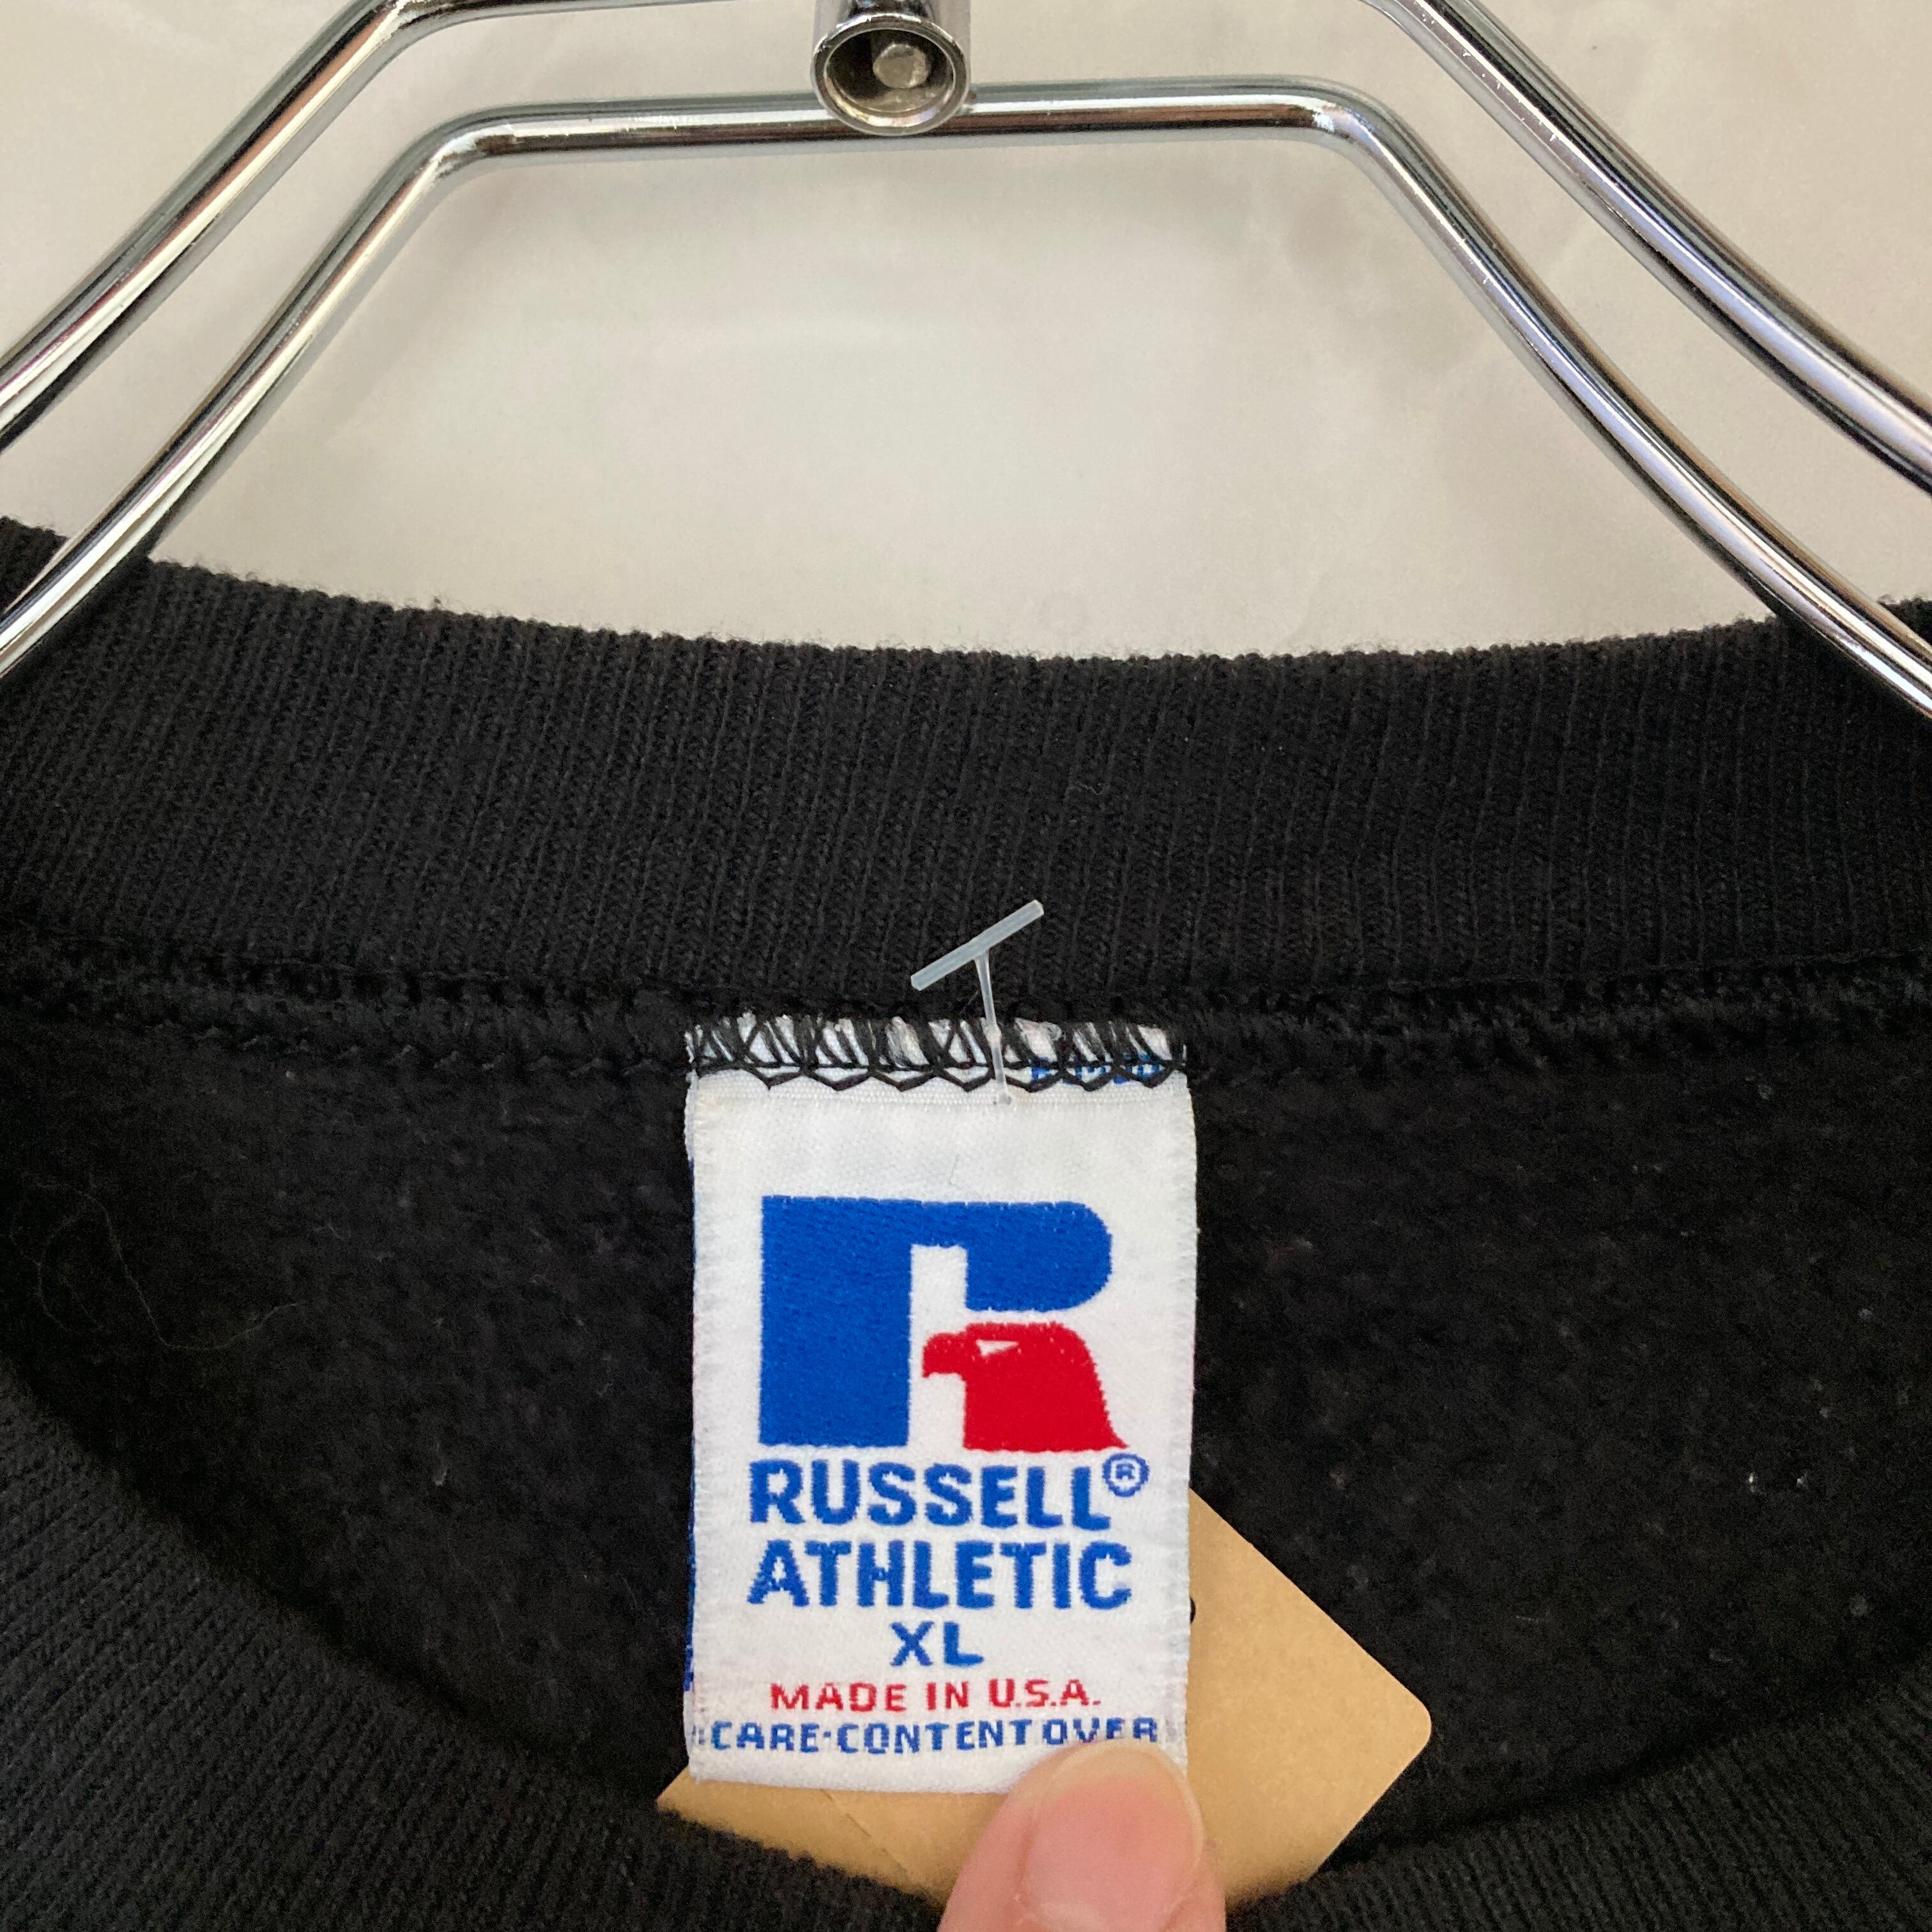 R
RUSSELL®
ATHLETIC
XL
MADE IN U.S.A.
CARE·CONTENT OVER